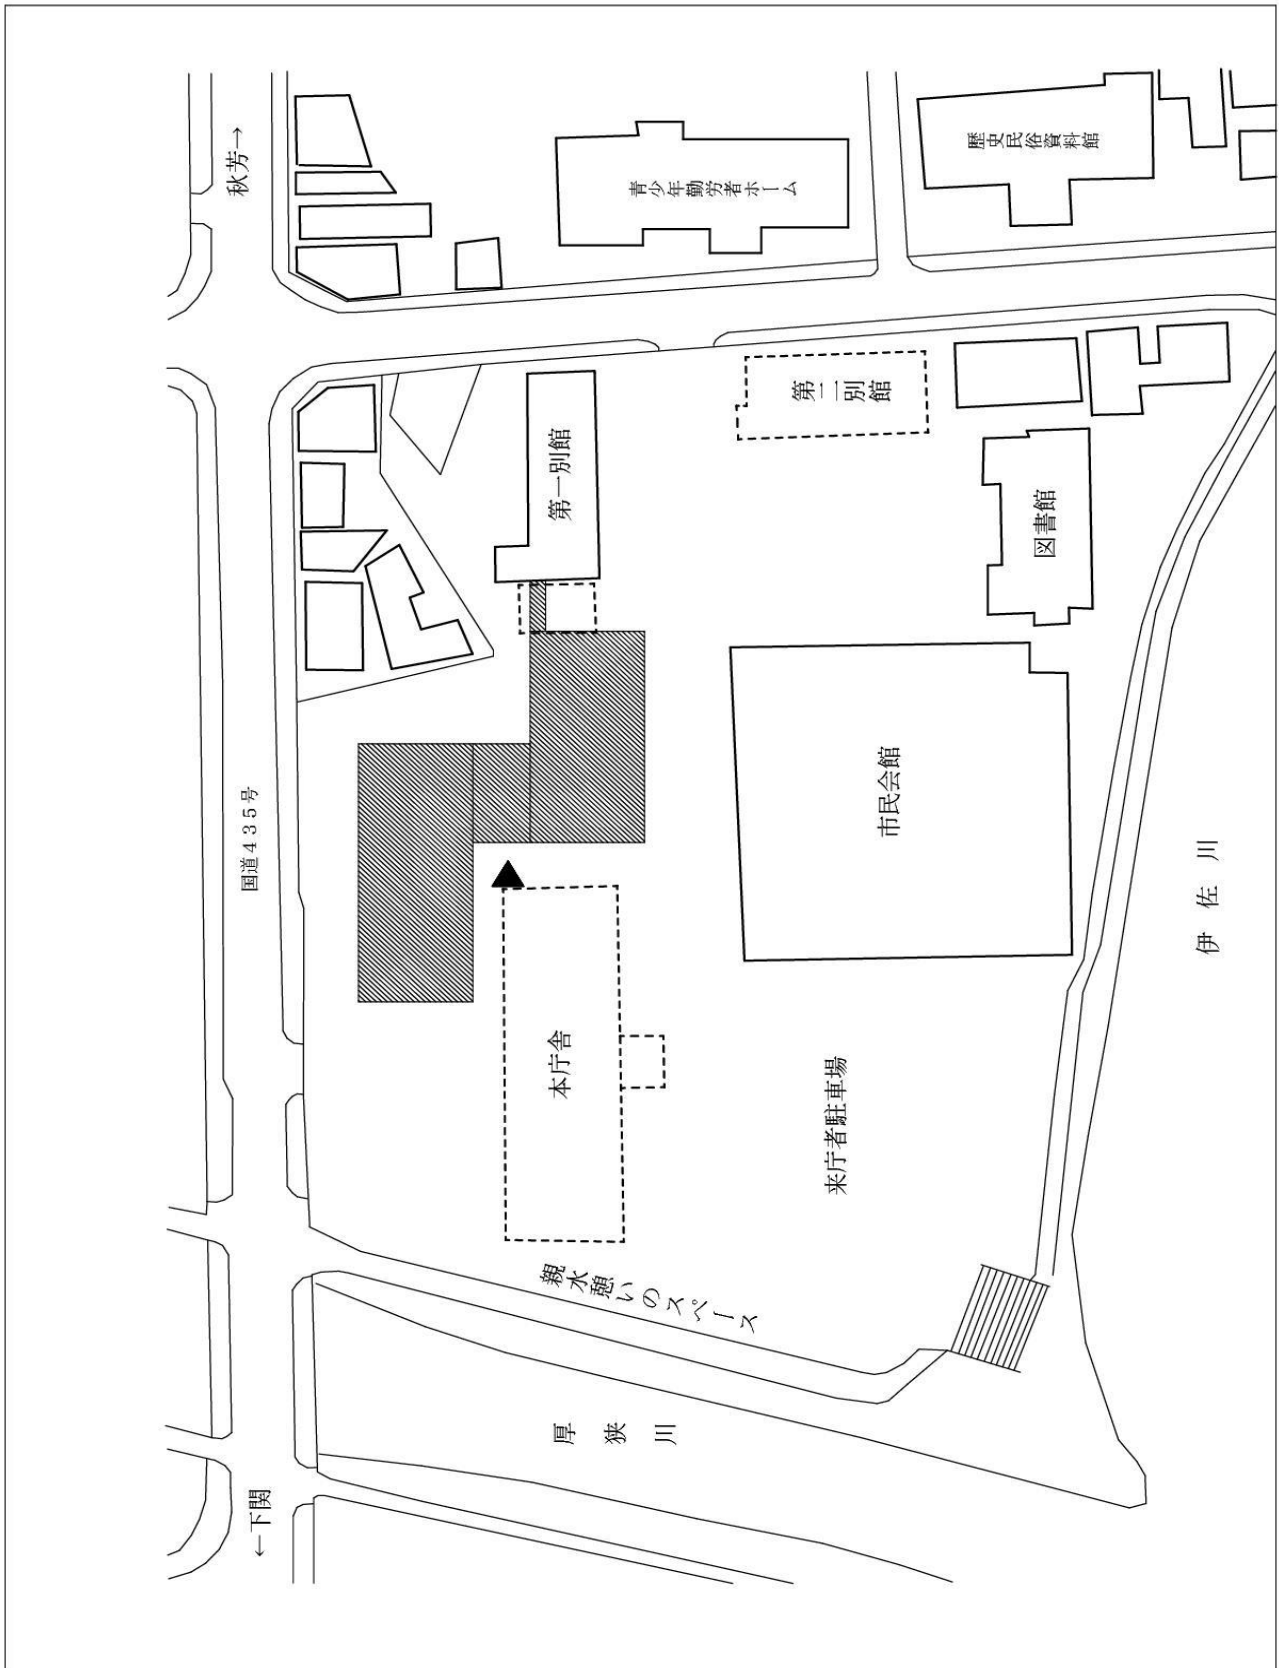 秋芳→
国道４３５号
←下関
青少年勤労者ホーム
歴史民俗資料館
第一別館
第二別館
図書館
市民会館
本庁舎
来庁者駐車場
親水憩いのスペース
厚狭川
伊佐川